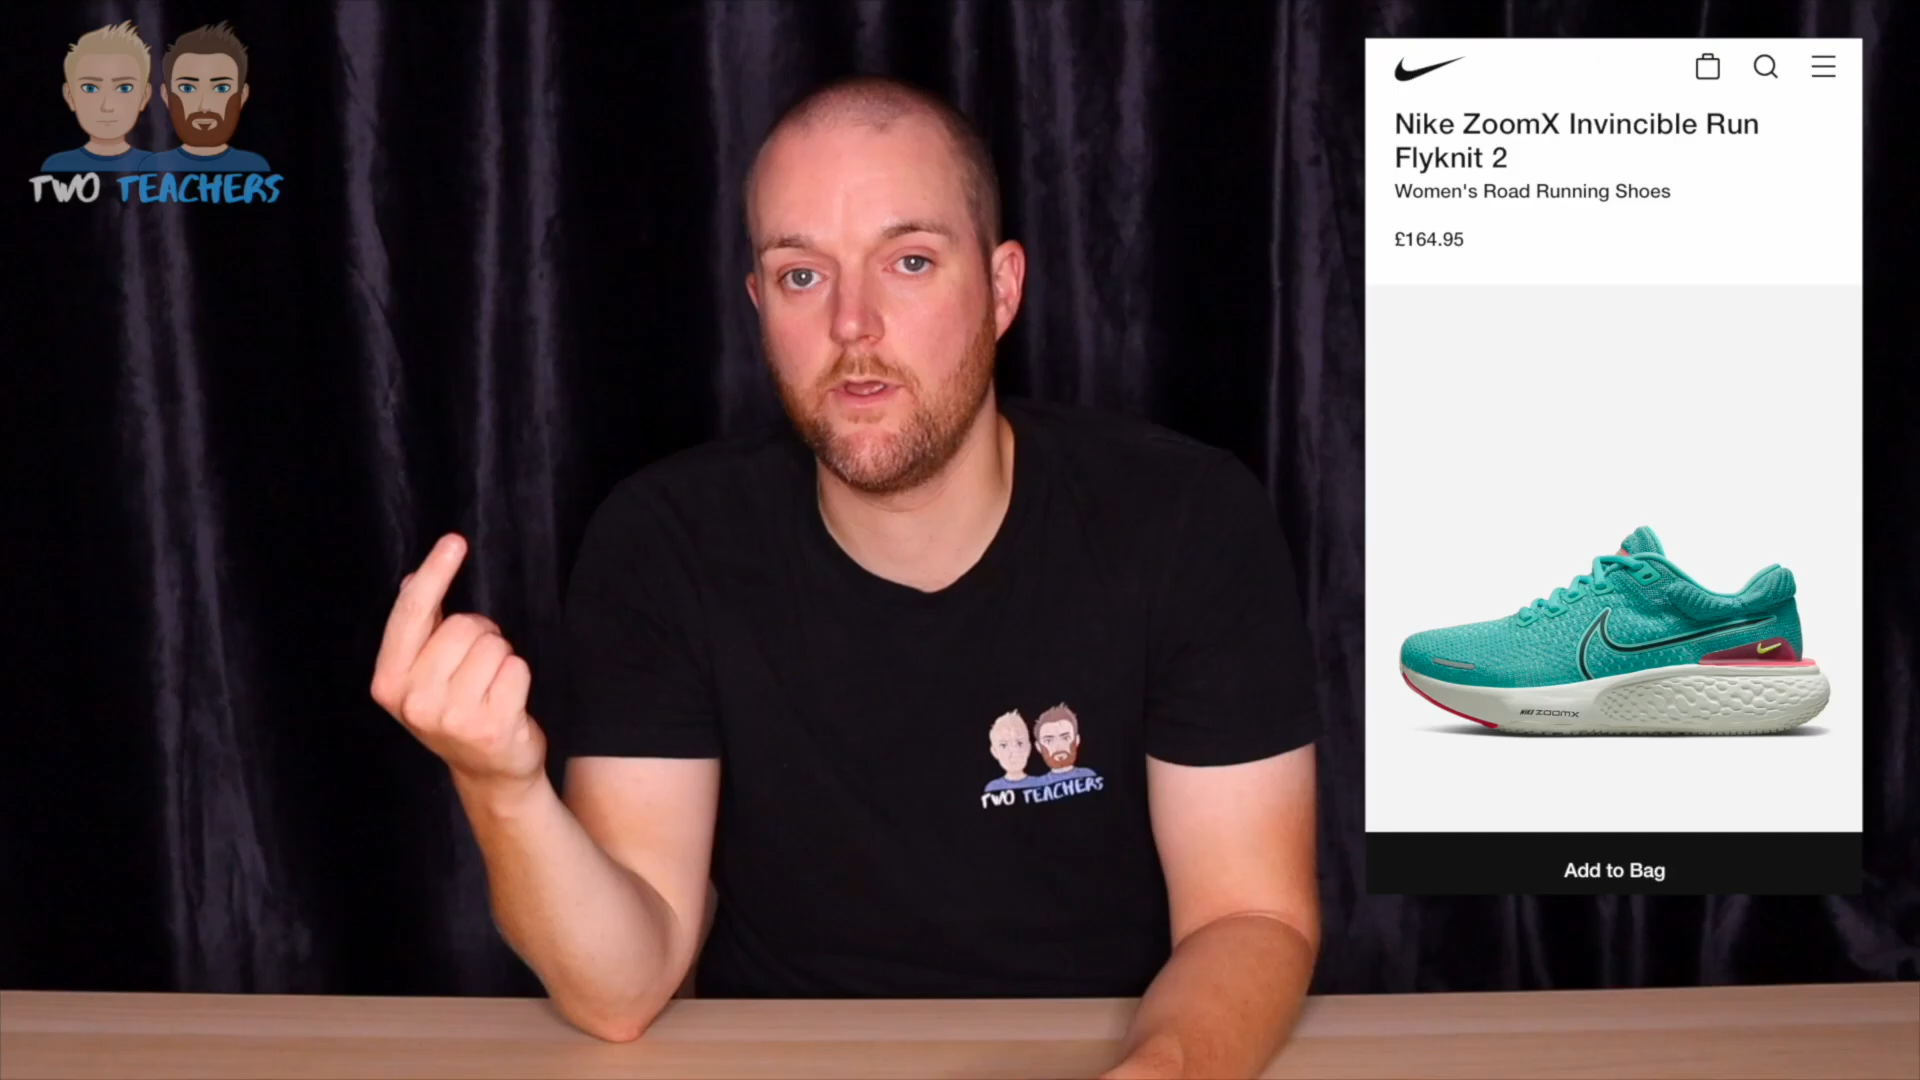 TWO TEACHERS
Nike ZoomX Invincible Run
Flyknit 2
Women's Road Running Shoes
£164.95
NIKE ZOOMX
TWO TEACHERS
Add to Bag